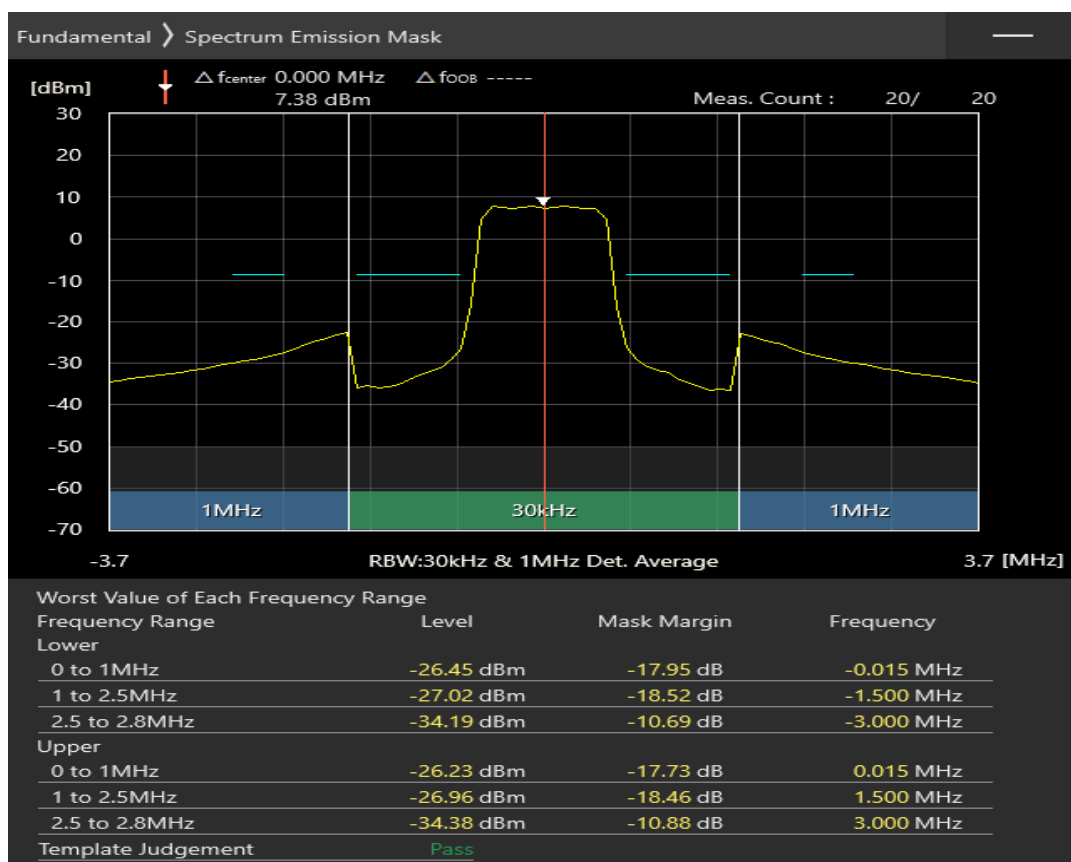 Fundamental 》 Spectrum Emission Mask
[dBm] △ fcenter 0.000 MHz △ fOOB -----
7.38 dBm Meas. Count : 20/ 20
30
20
10
0
-10
-20
-30
-40
-50
-60
-70
1MHz 30kHz 1MHz
-3.7 RBW:30kHz & 1MHz Det. Average 3.7 [MHz]
Worst Value of Each Frequency Range
Frequency Range Level Mask Margin Frequency
Lower
0 to 1MHz -26.45 dBm -17.95 dB -0.015 MHz
1 to 2.5MHz -27.02 dBm -18.52 dB -1.500 MHz
2.5 to 2.8MHz -34.19 dBm -10.69 dB -3.000 MHz
Upper
0 to 1MHz -26.23 dBm -17.73 dB 0.015 MHz
1 to 2.5MHz -26.96 dBm -18.46 dB 1.500 MHz
2.5 to 2.8MHz -34.38 dBm -10.88 dB 3.000 MHz
Template Judgement Pass